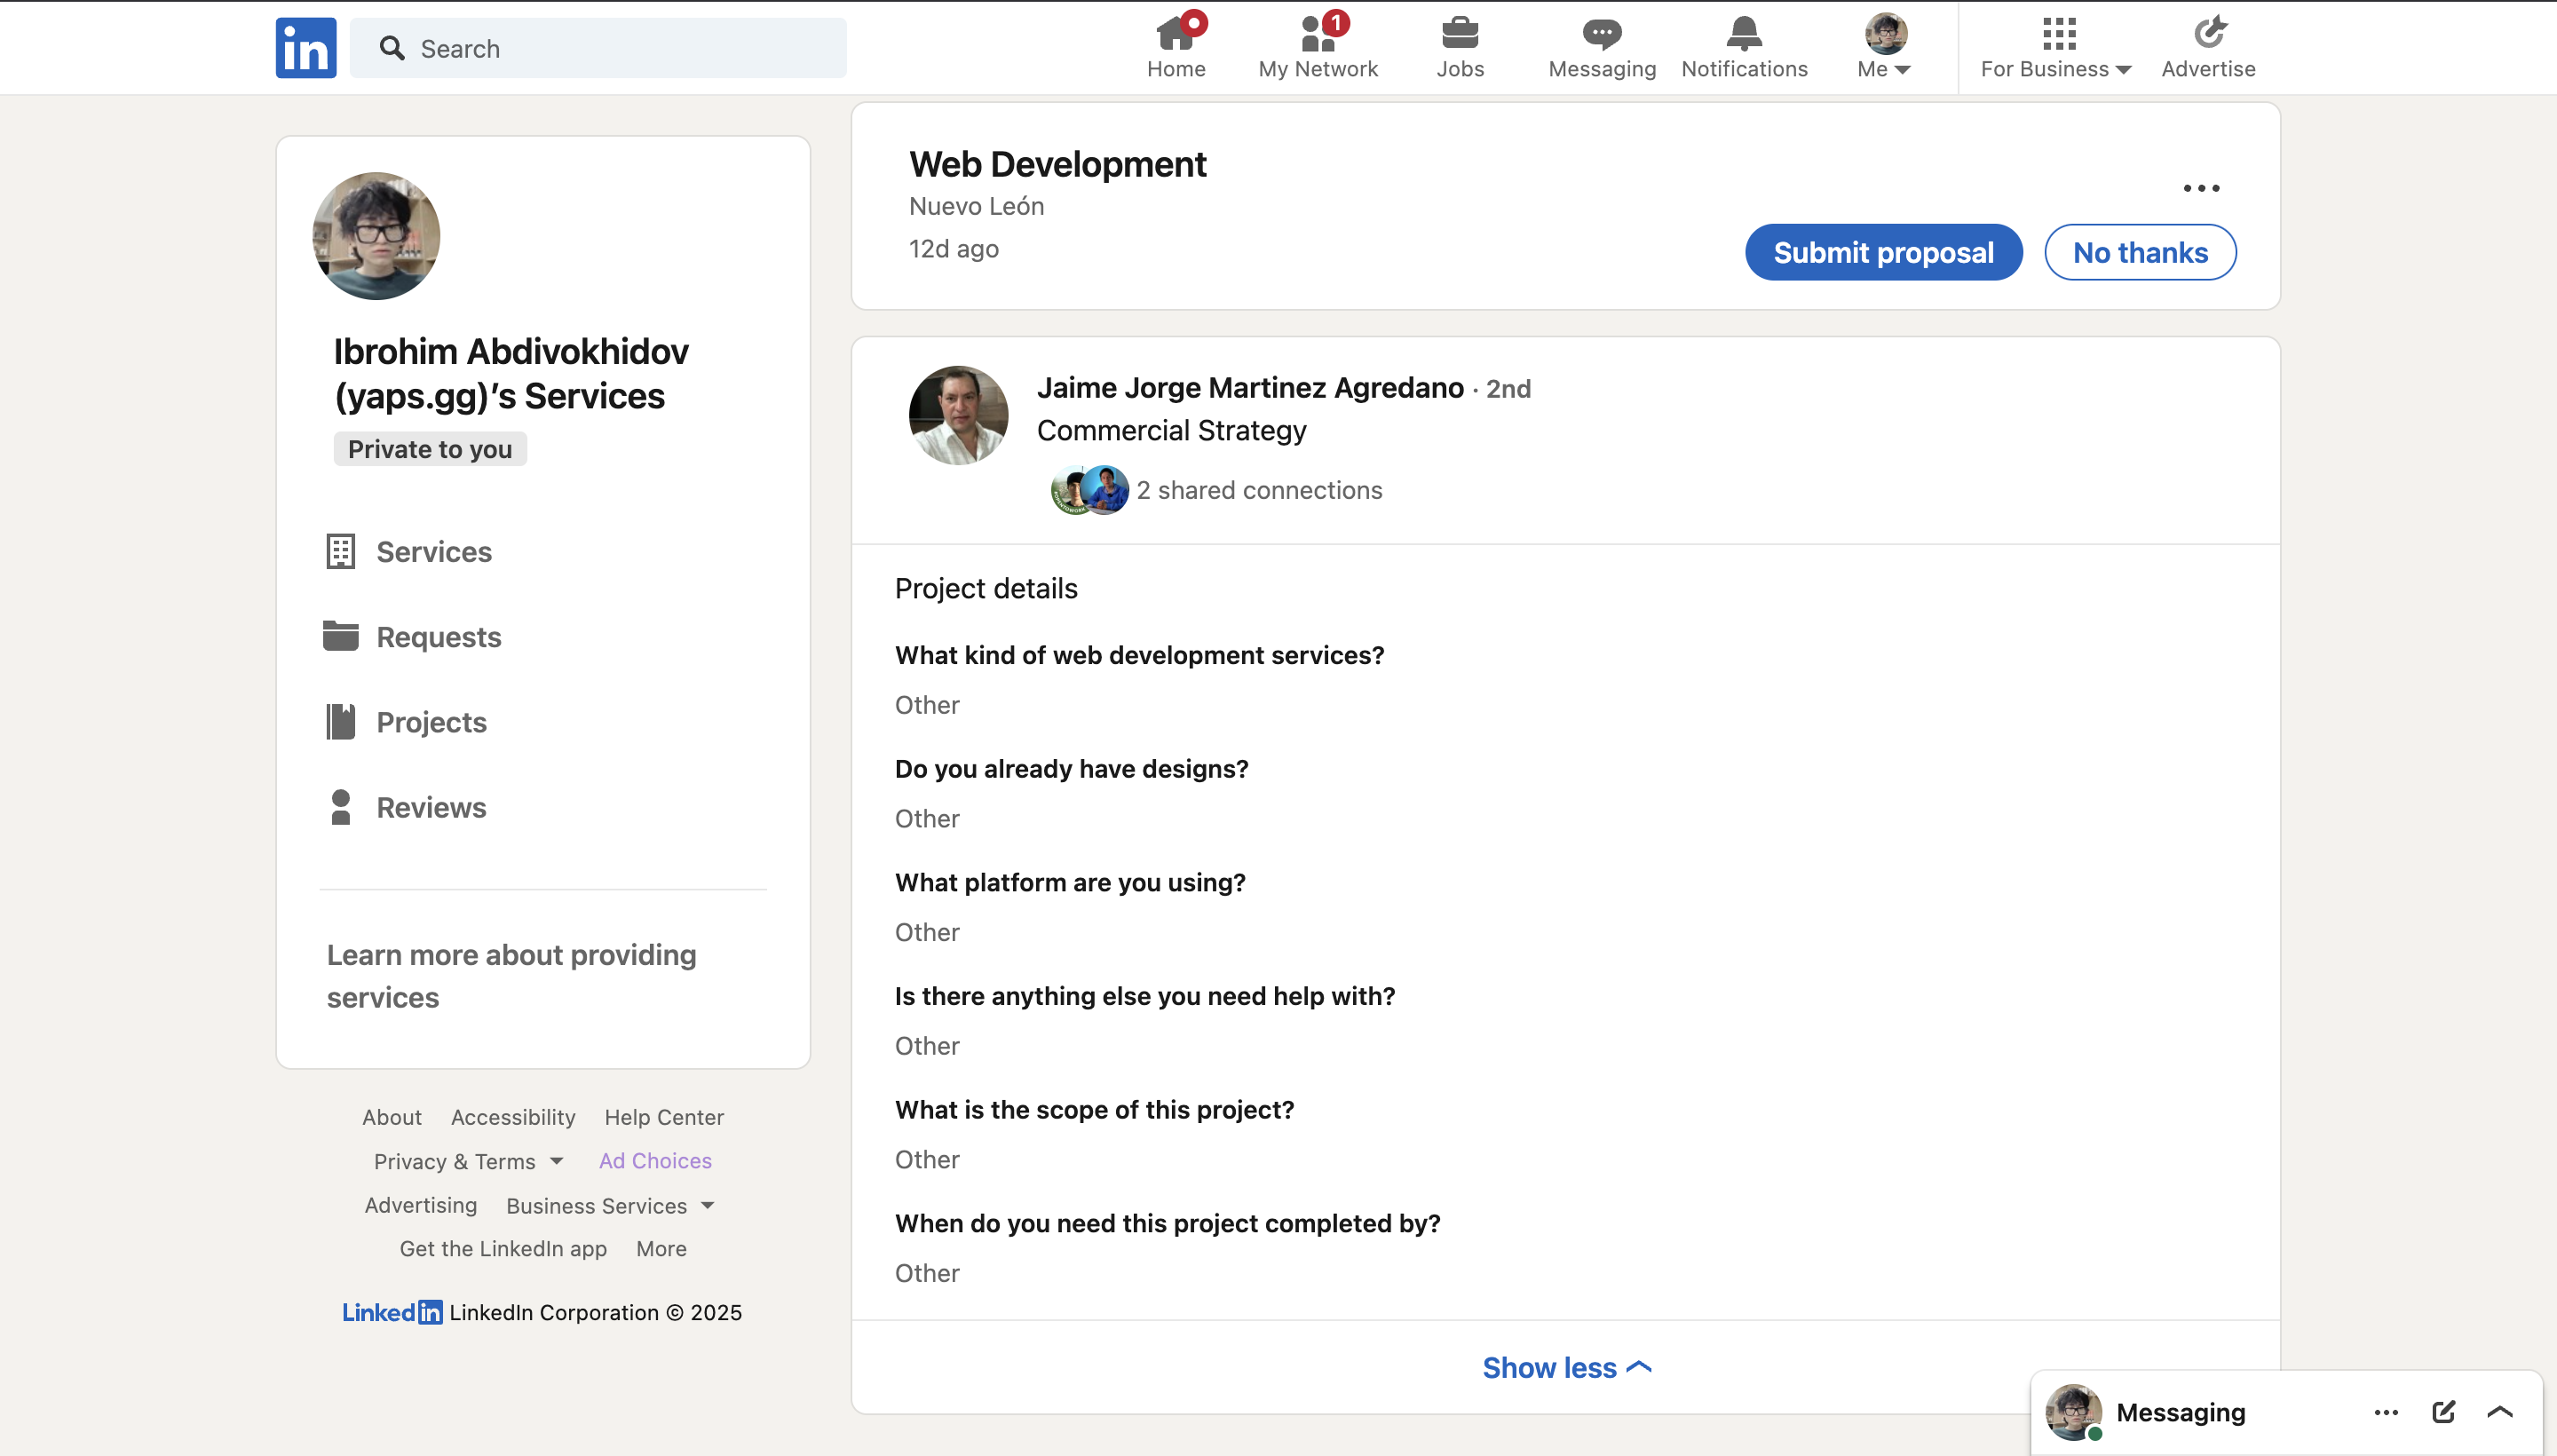 in
Search
Home
1
My Network
Jobs
Messaging
Notifications
Me
For Business
Advertise
Ibrohim Abdivokhidov
(yaps.gg)’s Services
Private to you
Services
Requests
Projects
Reviews
Learn more about providing
services
About Accessibility Help Center
Privacy & Terms Ad Choices
Advertising Business Services
Get the LinkedIn app More
LinkedIn LinkedIn Corporation © 2025
Web Development
Nuevo León
12d ago
Submit proposal
No thanks
Jaime Jorge Martinez Agredano · 2nd
Commercial Strategy
2 shared connections
Project details
What kind of web development services?
Other
Do you already have designs?
Other
What platform are you using?
Other
Is there anything else you need help with?
Other
What is the scope of this project?
Other
When do you need this project completed by?
Other
Show less
Messaging